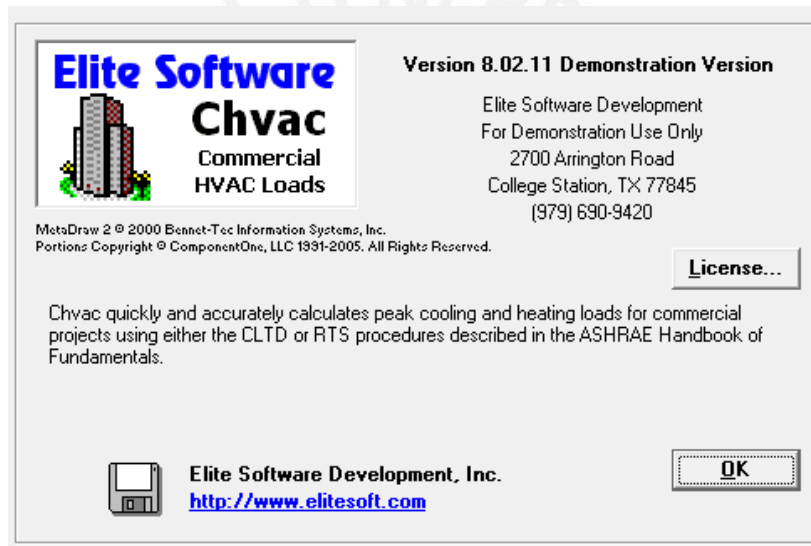 Elite Software
Chvac
Commercial
HVAC Loads
Version 8.02.11 Demonstration Version
Elite Software Development
For Demonstration Use Only
2700 Arrington Road
College Station, TX 77845
(979) 690-9420
MetaDraw 2 © 2000 Bennet-Tec Information Systems, Inc.
Portions Copyright © ComponentOne, LLC 1991-2005. All Rights Reserved.
License...
Chvac quickly and accurately calculates peak cooling and heating loads for commercial
projects using either the CLTD or RTS procedures described in the ASHRAE Handbook of
Fundamentals.
Elite Software Development, Inc.
http://www.elitesoft.com
OK